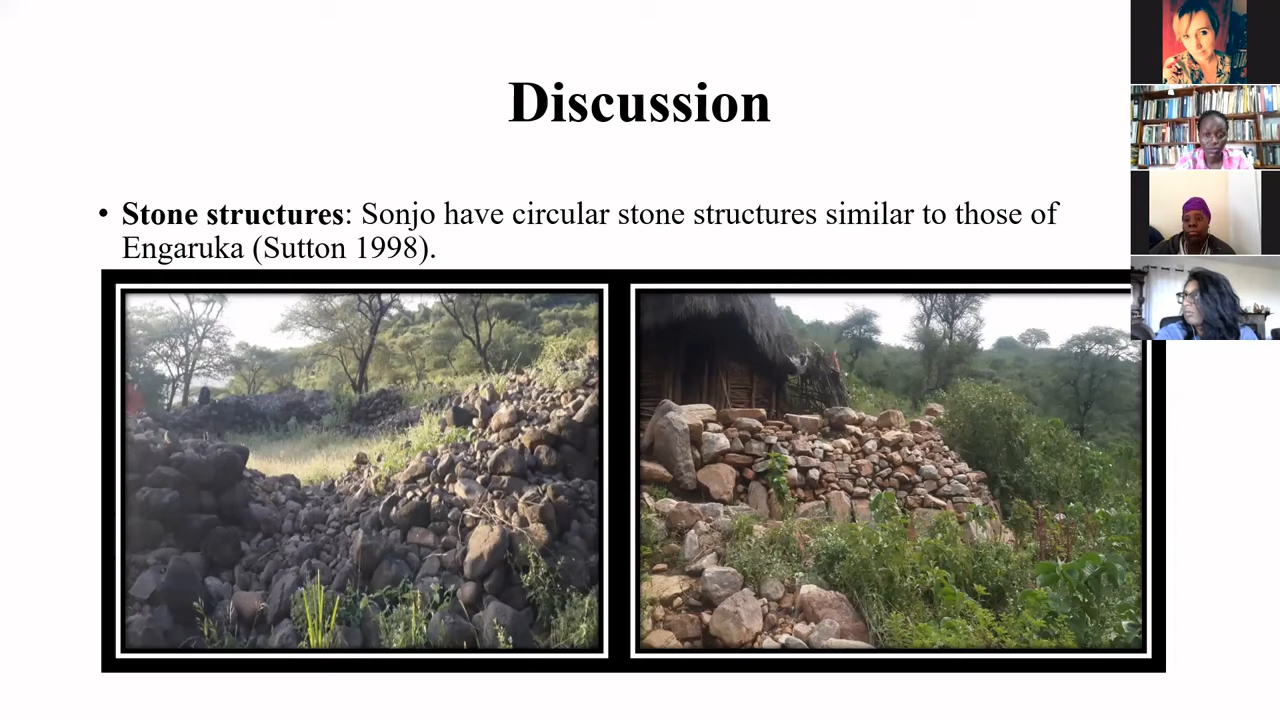 Discussion
• Stone structures: Sonjo have circular stone structures similar to those of
Engaruka (Sutton 1998).